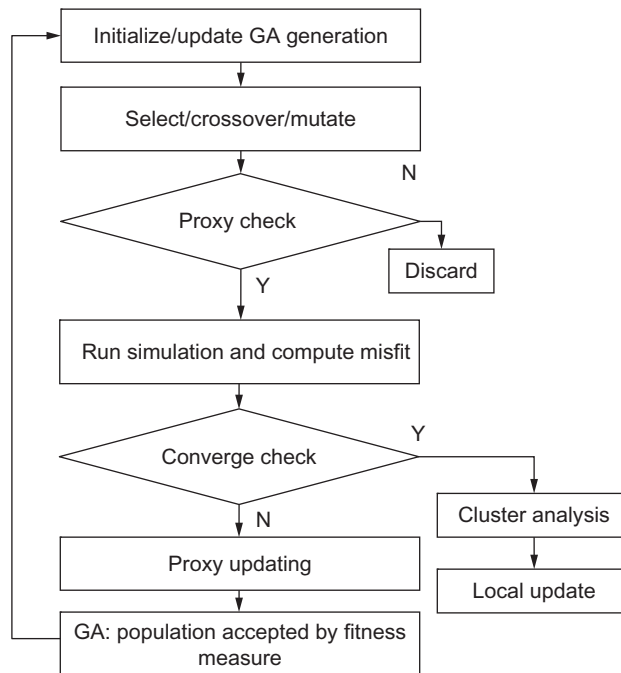 Initialize/update GA generation
Select/crossover/mutate
N
Proxy check
Discard
Y
Run simulation and compute misfit
Y
Converge check
Cluster analysis
N
Proxy updating
Local update
GA: population accepted by fitness
measure